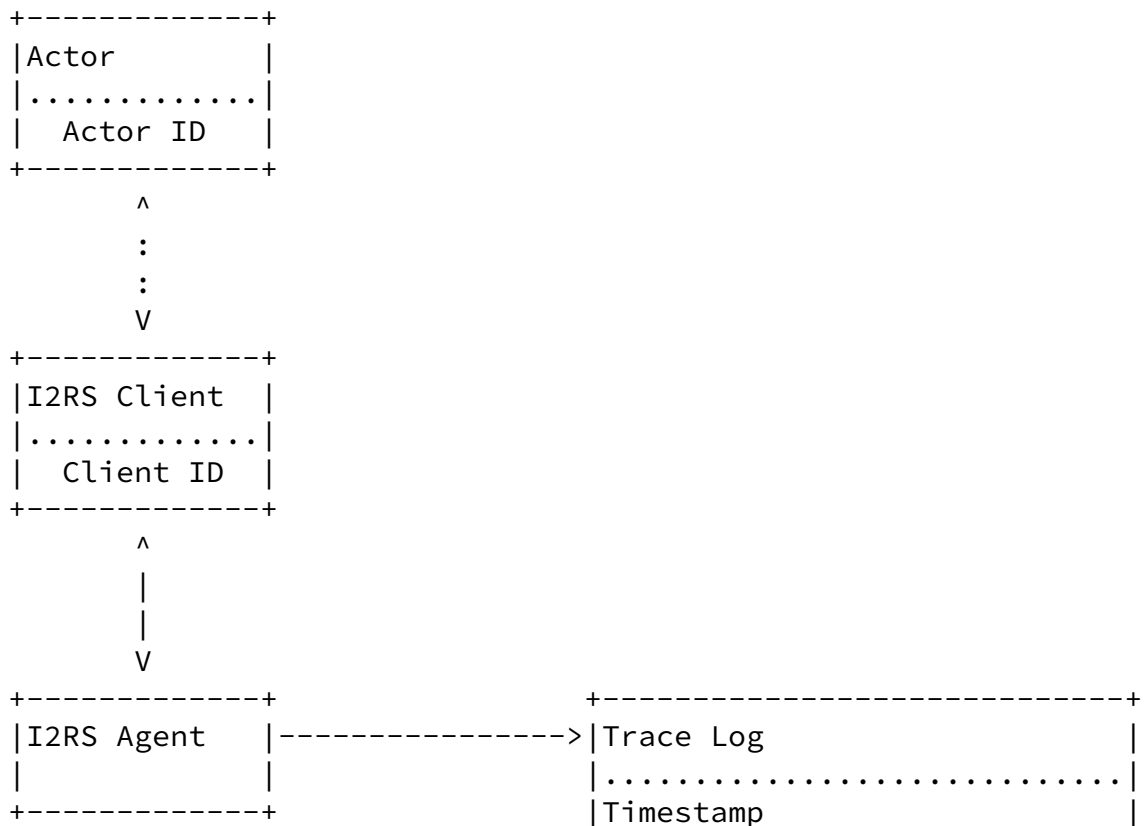 Actor
Actor ID
I2RS Client
Client ID
I2RS Agent
Trace Log
Timestamp